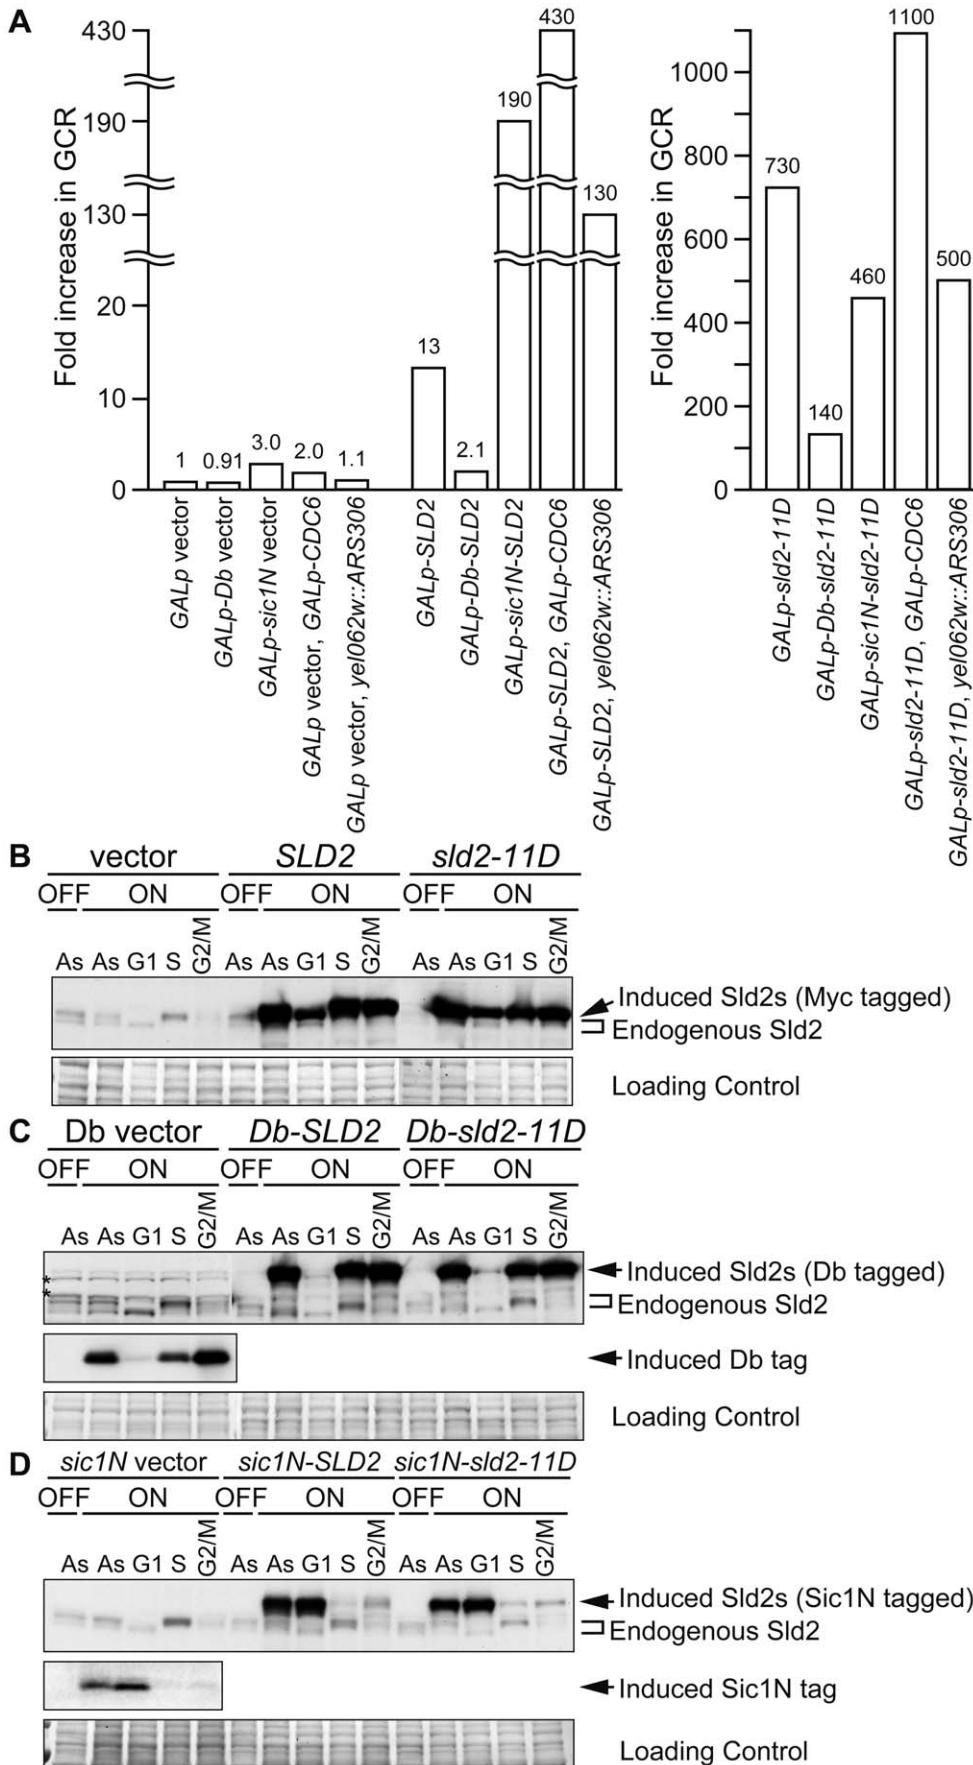 A
Fold increase in GCR
430
190
130
20
10
0
1
0.91
3.0
2.0
1.1
13
2.1
190
430
130
GALp vector
GALp-Db vector
GALp-sic1N vector
GALp vector, GALp-CDC6
GALp vector, yel062w::ARS306
GALp-SLD2
GALp-Db-SLD2
GALp-sic1N-SLD2
GALp-SLD2, GALp-CDC6
GALp-SLD2, yel062w::ARS306
Fold increase in GCR
1000
800
600
400
200
0
730
140
460
1100
500
GALp-sld2-11D
GALp-Db-sld2-11D
GALp-sic1N-sld2-11D
GALp-sld2-11D, GALp-CDC6
GALp-sld2-11D, yel062w::ARS306
B
vector SLD2 sld2-11D
OFF ON OFF ON OFF ON
As As G1 S G2/M As As G1 S G2/M As As G1 S G2/M
Induced Sld2s (Myc tagged)
Endogenous Sld2
Loading Control
C
Db vector Db-SLD2 Db-sld2-11D
OFF ON OFF ON OFF ON
As As G1 S G2/M As As G1 S G2/M As As G1 S G2/M
*
*
Induced Sld2s (Db tagged)
Endogenous Sld2
Induced Db tag
Loading Control
D
sic1N vector sic1N-SLD2 sic1N-sld2-11D
OFF ON OFF ON OFF ON
As As G1 S G2/M As As G1 S G2/M As As G1 S G2/M
Induced Sld2s (Sic1N tagged)
Endogenous Sld2
Induced Sic1N tag
Loading Control